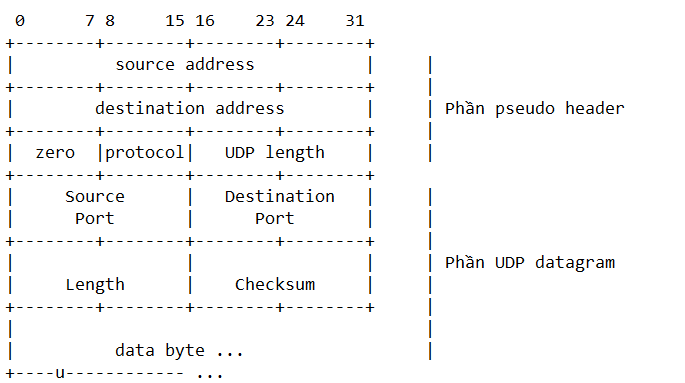 0      7 8     15 16    23 24    31
+--------+--------+--------+--------+
|          source address           |     |
+--------+--------+--------+--------+     |
|        destination address        |     | Phần pseudo header
+--------+--------+--------+--------+     |
|  zero  |protocol|   UDP length    |     |
+--------+--------+--------+--------+
|     Source      |   Destination   |     |
|      Port       |      Port       |     |
+--------+--------+--------+--------+     |
|                 |                 |     | Phần UDP datagram
|     Length      |    Checksum     |     |
+--------+--------+--------+--------+     |
|                                         |
|          data byte ...                  |
+----u------------ ...